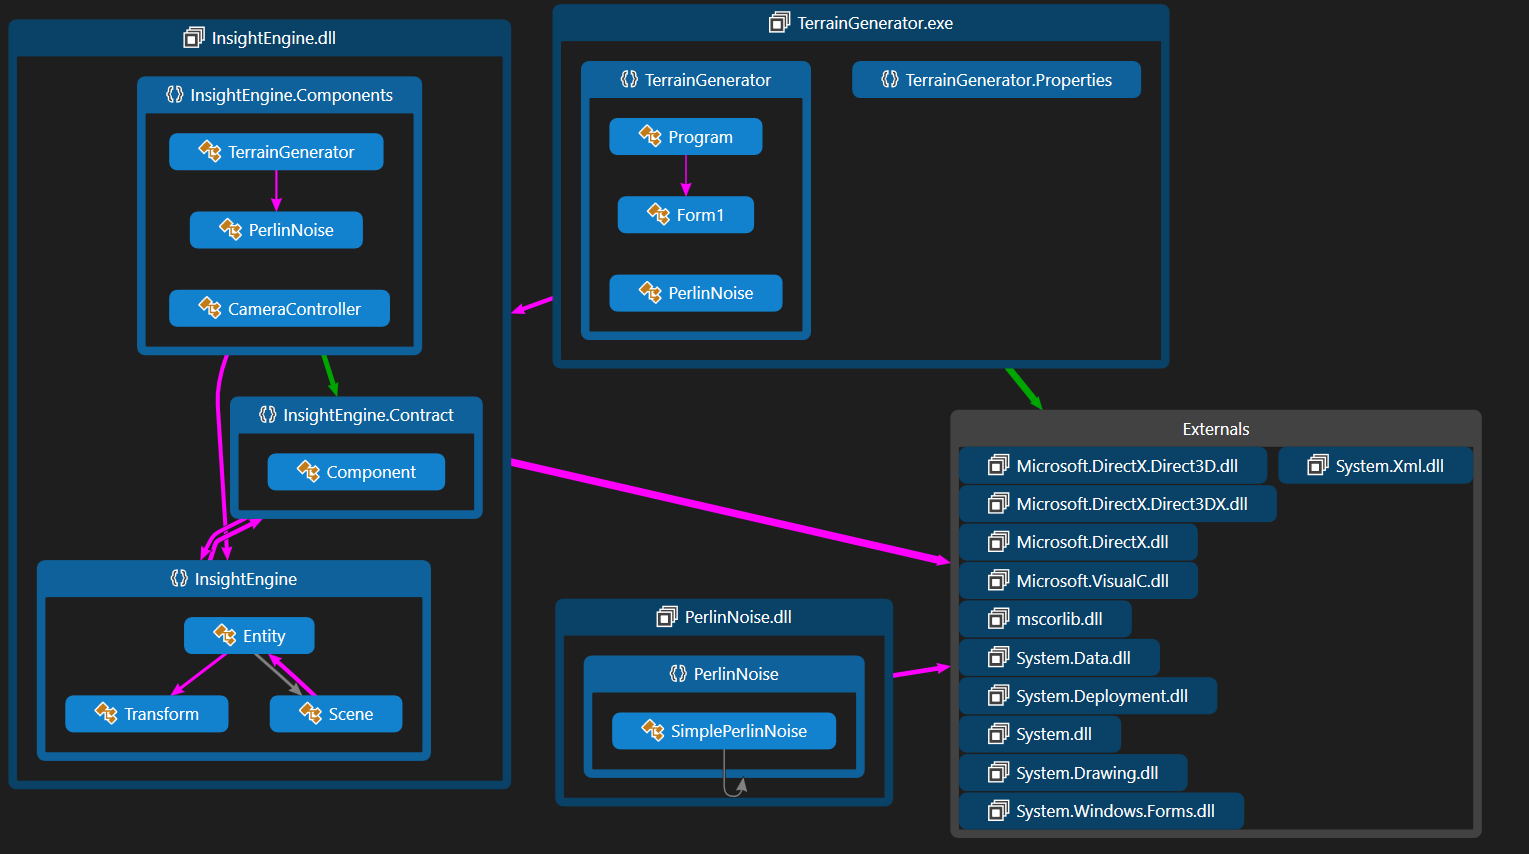 InsightEngine.dll
InsightEngine.Components
TerrainGenerator
PerlinNoise
CameraController
InsightEngine.Contract
Component
InsightEngine
Entity
Transform
Scene
TerrainGenerator.exe
TerrainGenerator
Program
Form1
PerlinNoise
TerrainGenerator.Properties
PerlinNoise.dll
PerlinNoise
SimplePerlinNoise
Externals
Microsoft.DirectX.Direct3D.dll
System.Xml.dll
Microsoft.DirectX.Direct3DX.dll
Microsoft.DirectX.dll
Microsoft.VisualC.dll
mscorlib.dll
System.Data.dll
System.Deployment.dll
System.dll
System.Drawing.dll
System.Windows.Forms.dll